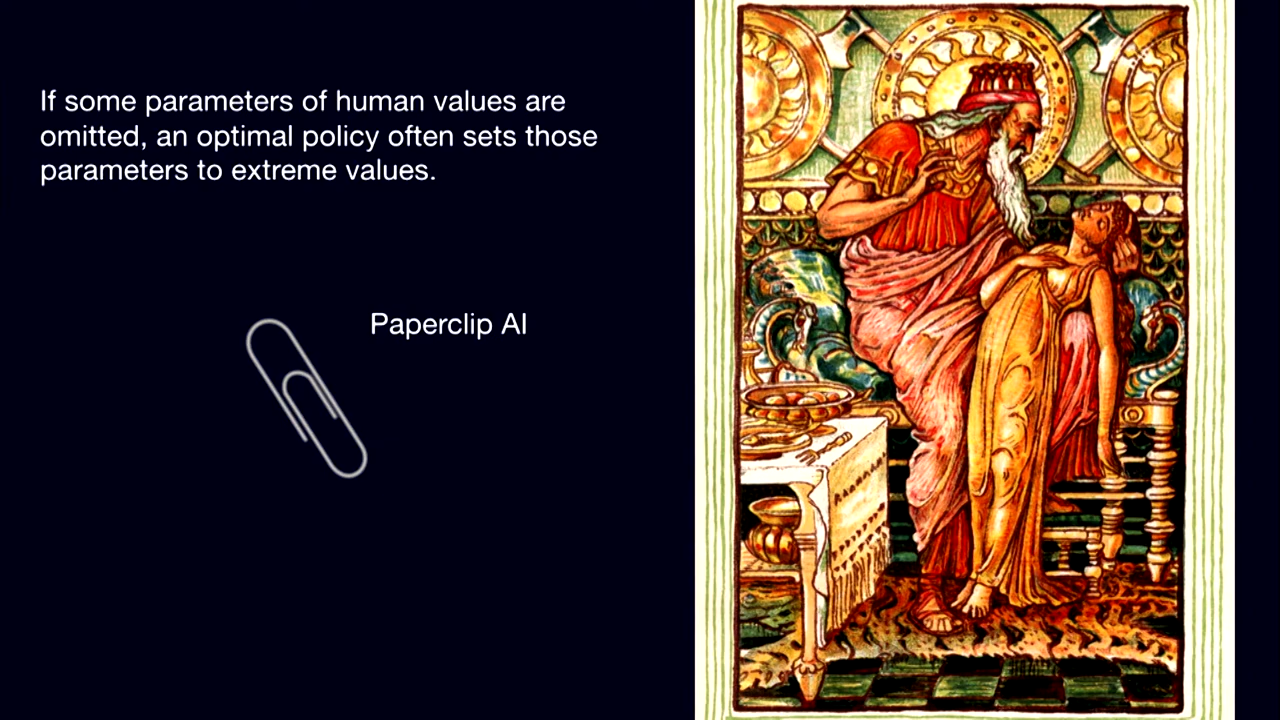 If some parameters of human values are
omitted, an optimal policy often sets those
parameters to extreme values.
Paperclip AI